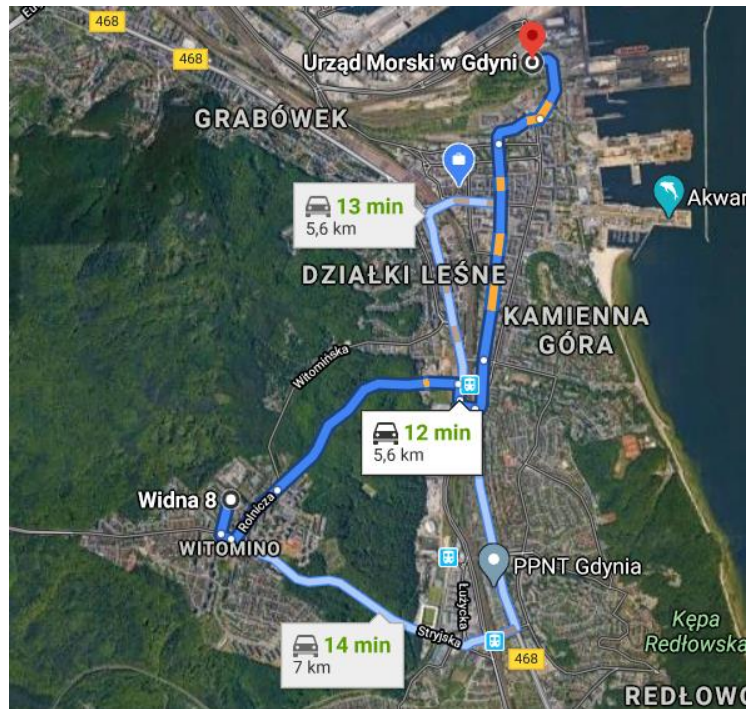 468
468
Urząd Morski w Gdyni
GRABÓWEK
13 min
5,6 km
Akwar
DZIAŁKI LEŚNE
KAMIENNA
GÓRA
Witomińska
12 min
5,6 km
Widna 8
Rolnicza
WITOMINO
PPNT Gdynia
Łużycka
Stryjska
14 min
7 km
468
Kępa
Redłowska
REDŁOWO